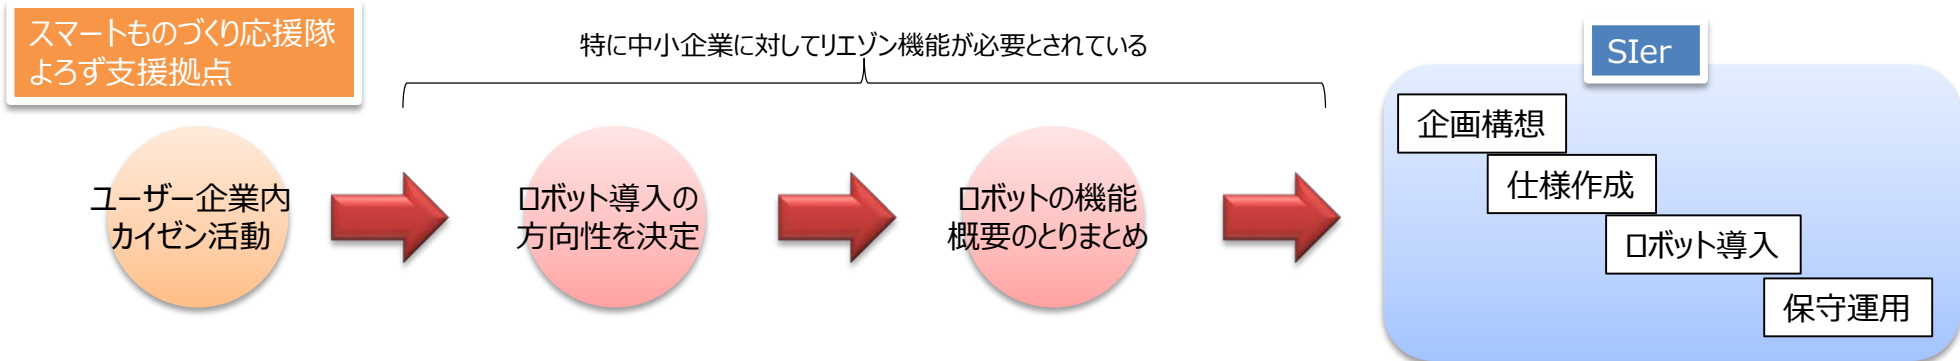 スマートものづくり応援隊
よろず支援拠点
特に中小企業に対してリエゾン機能が必要とされている
SIer
企画構想
仕様作成
ロボット導入
保守運用
ユーザー企業内
カイゼン活動
ロボット導入の
方向性を決定
ロボットの機能
概要のとりまとめ